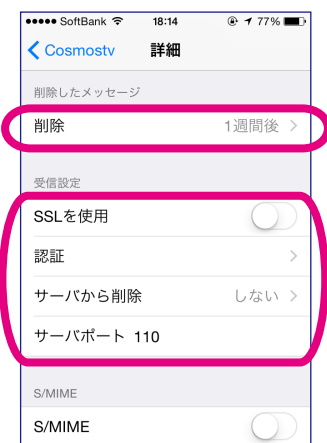 SoftBank 18:14 77%
Cosmostv 詳細
削除したメッセージ
削除 1週間後
受信設定
SSLを使用
認証
サーバから削除 しない
サーバポート 110
S/MIME
S/MIME